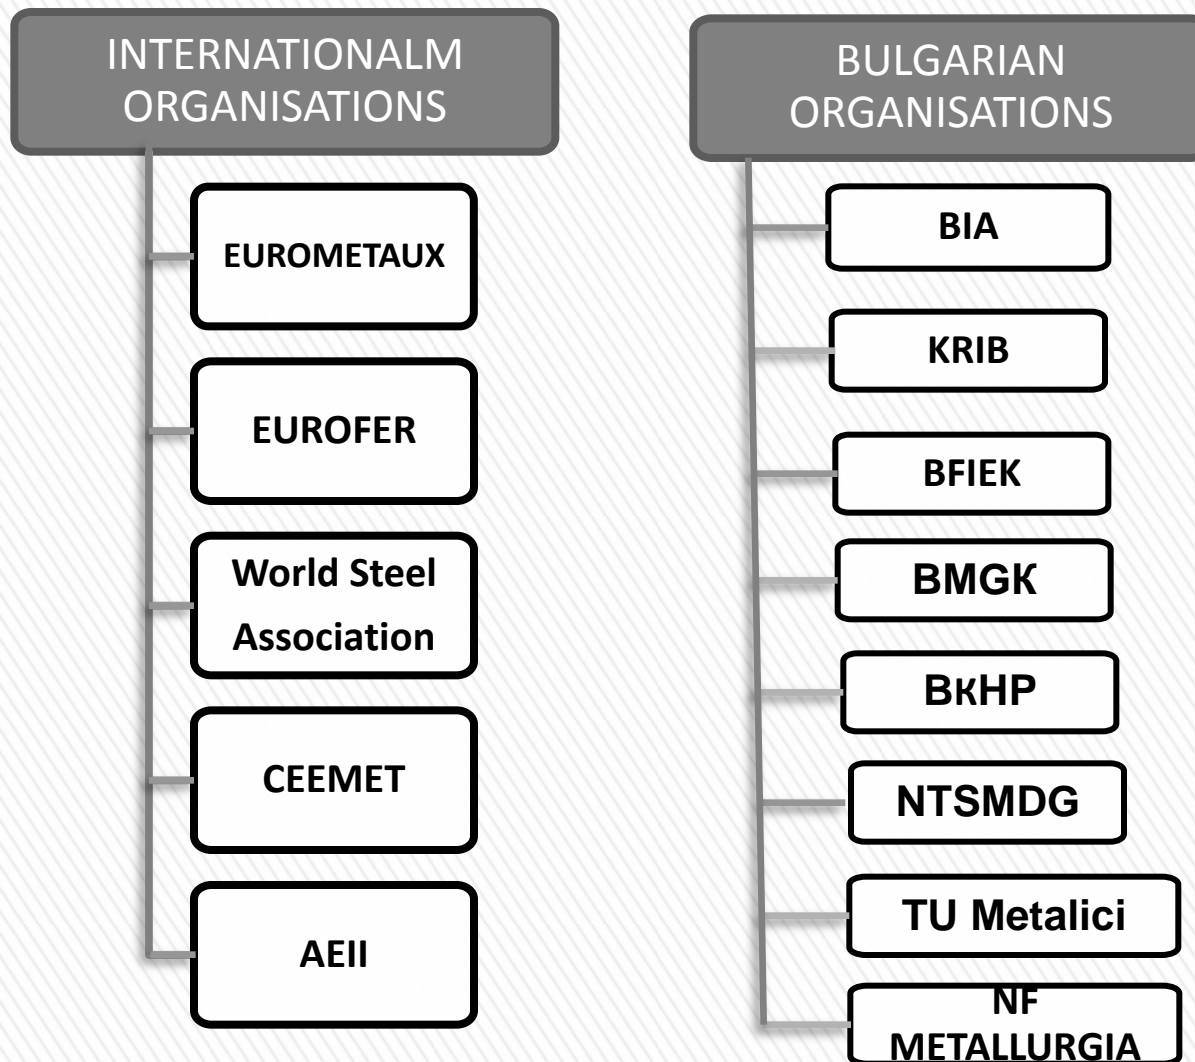 INTERNATIONALM
ORGANISATIONS
EUROMETAUX
EUROFER
World Steel
Association
CEEMET
AEII
BULGARIAN
ORGANISATIONS
BIA
KRIB
BFIEK
BMGК
BкHP
NTSMDG
TU Metalici
NF
METALLURGIA